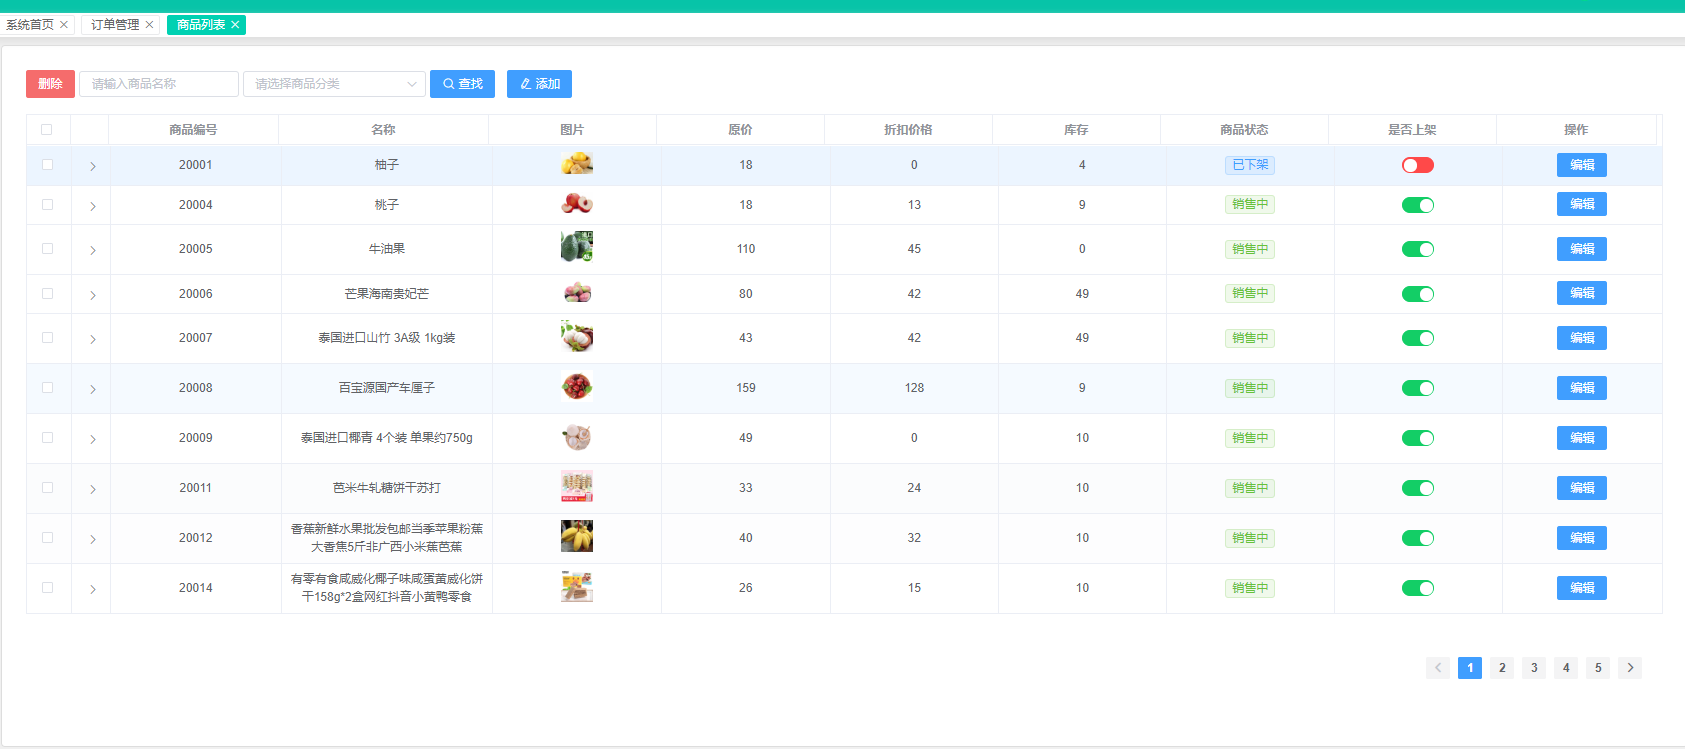 系统首页 订单管理 商品列表
删除 请输入商品名称 请选择商品分类 查找 添加
商品编号 名称 图片 原价 折扣价格 库存 商品状态 是否上架 操作
20001 柚子 18 0 4 已下架 编辑
20004 桃子 18 13 9 销售中 编辑
20005 牛油果 110 45 0 销售中 编辑
20006 芒果海南贵妃芒 80 42 49 销售中 编辑
20007 泰国进口山竹 3A级 1kg装 43 42 49 销售中 编辑
20008 百宝源国产车厘子 159 128 9 销售中 编辑
20009 泰国进口椰青 4个装 单果约750g 49 0 10 销售中 编辑
20011 芭米牛轧糖饼干苏打 33 24 10 销售中 编辑
20012 香蕉新鲜水果批发包邮当季苹果粉蕉 40 32 10 销售中 编辑
大香焦5斤非广西小米蕉芭蕉
20014 有零有食咸威化椰子味咸蛋黄威化饼 26 15 10 销售中 编辑
干158g*2盒网红抖音小黄鸭零食
1 2 3 4 5